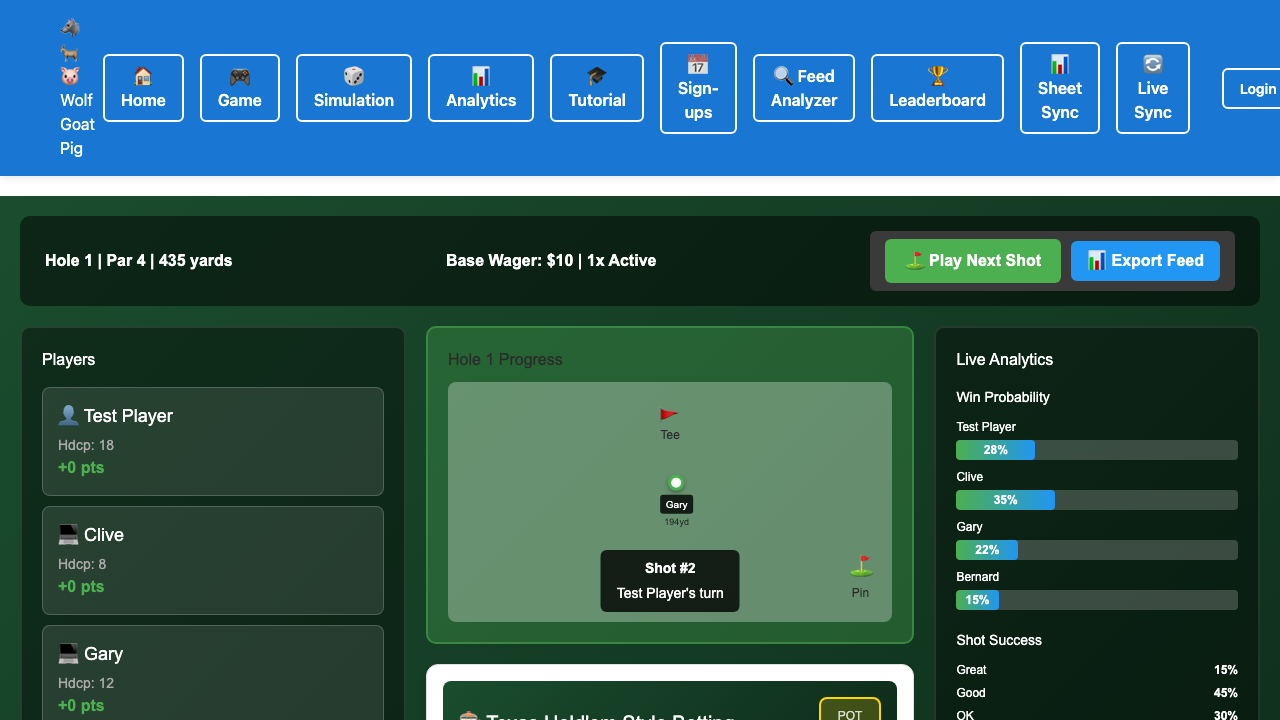 Wolf
Goat
Pig
Home
Game
Simulation
Analytics
Tutorial
Sign-
ups
Feed
Analyzer
Leaderboard
Sheet
Sync
Live
Sync
Login
Hole 1 | Par 4 | 435 yards
Base Wager: $10 | 1x Active
Play Next Shot
Export Feed
Players
Test Player
Hdcp: 18
+0 pts
Clive
Hdcp: 8
+0 pts
Gary
Hdcp: 12
+0 pts
Hole 1 Progress
Tee
Gary
194yd
Shot #2
Test Player's turn
Pin
Texas Holdlem Style Betting
POT
Live Analytics
Win Probability
Test Player
28%
Clive
35%
Gary
22%
Bernard
15%
Shot Success
Great 15%
Good 45%
OK 30%